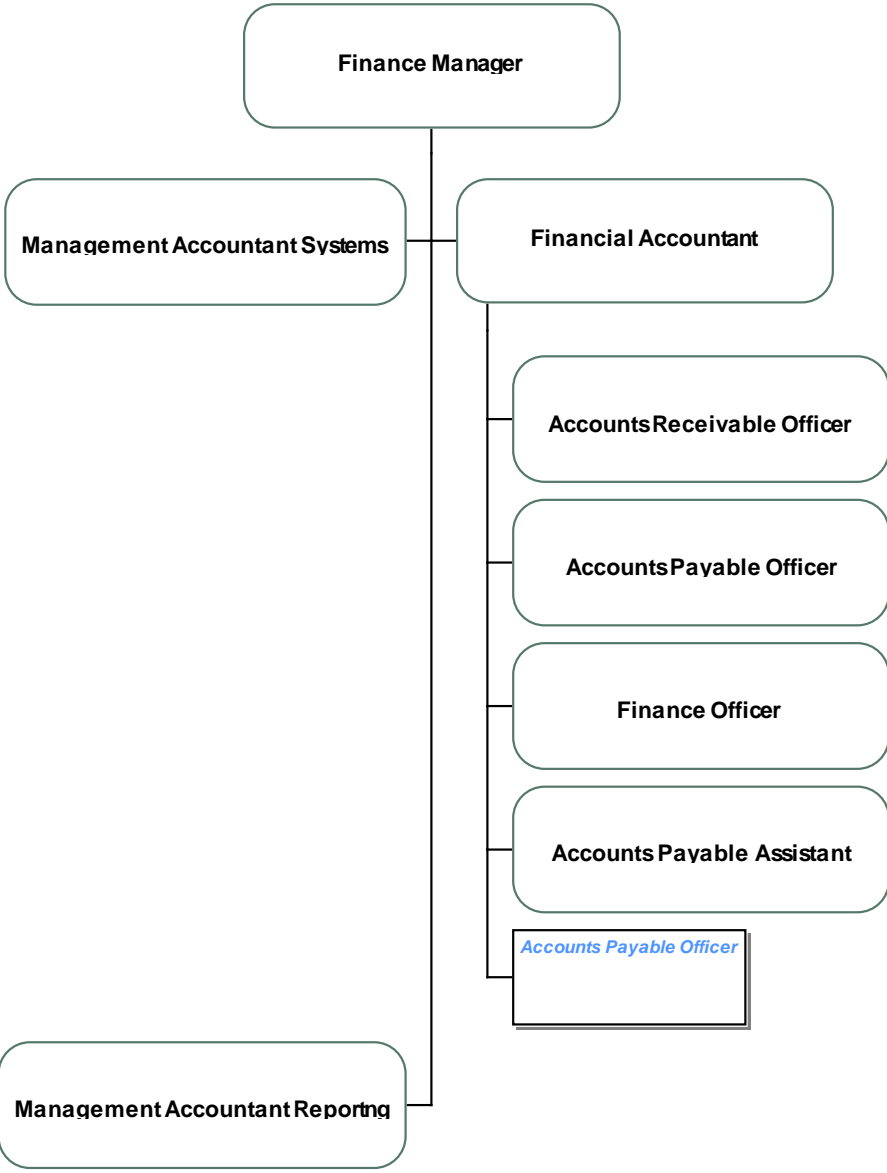 Finance Manager
Management Accountant Systems
Financial Accountant
Accounts Receivable Officer
Accounts Payable Officer
Finance Officer
Accounts Payable Assistant
Accounts Payable Officer
Management Accountant Reportng